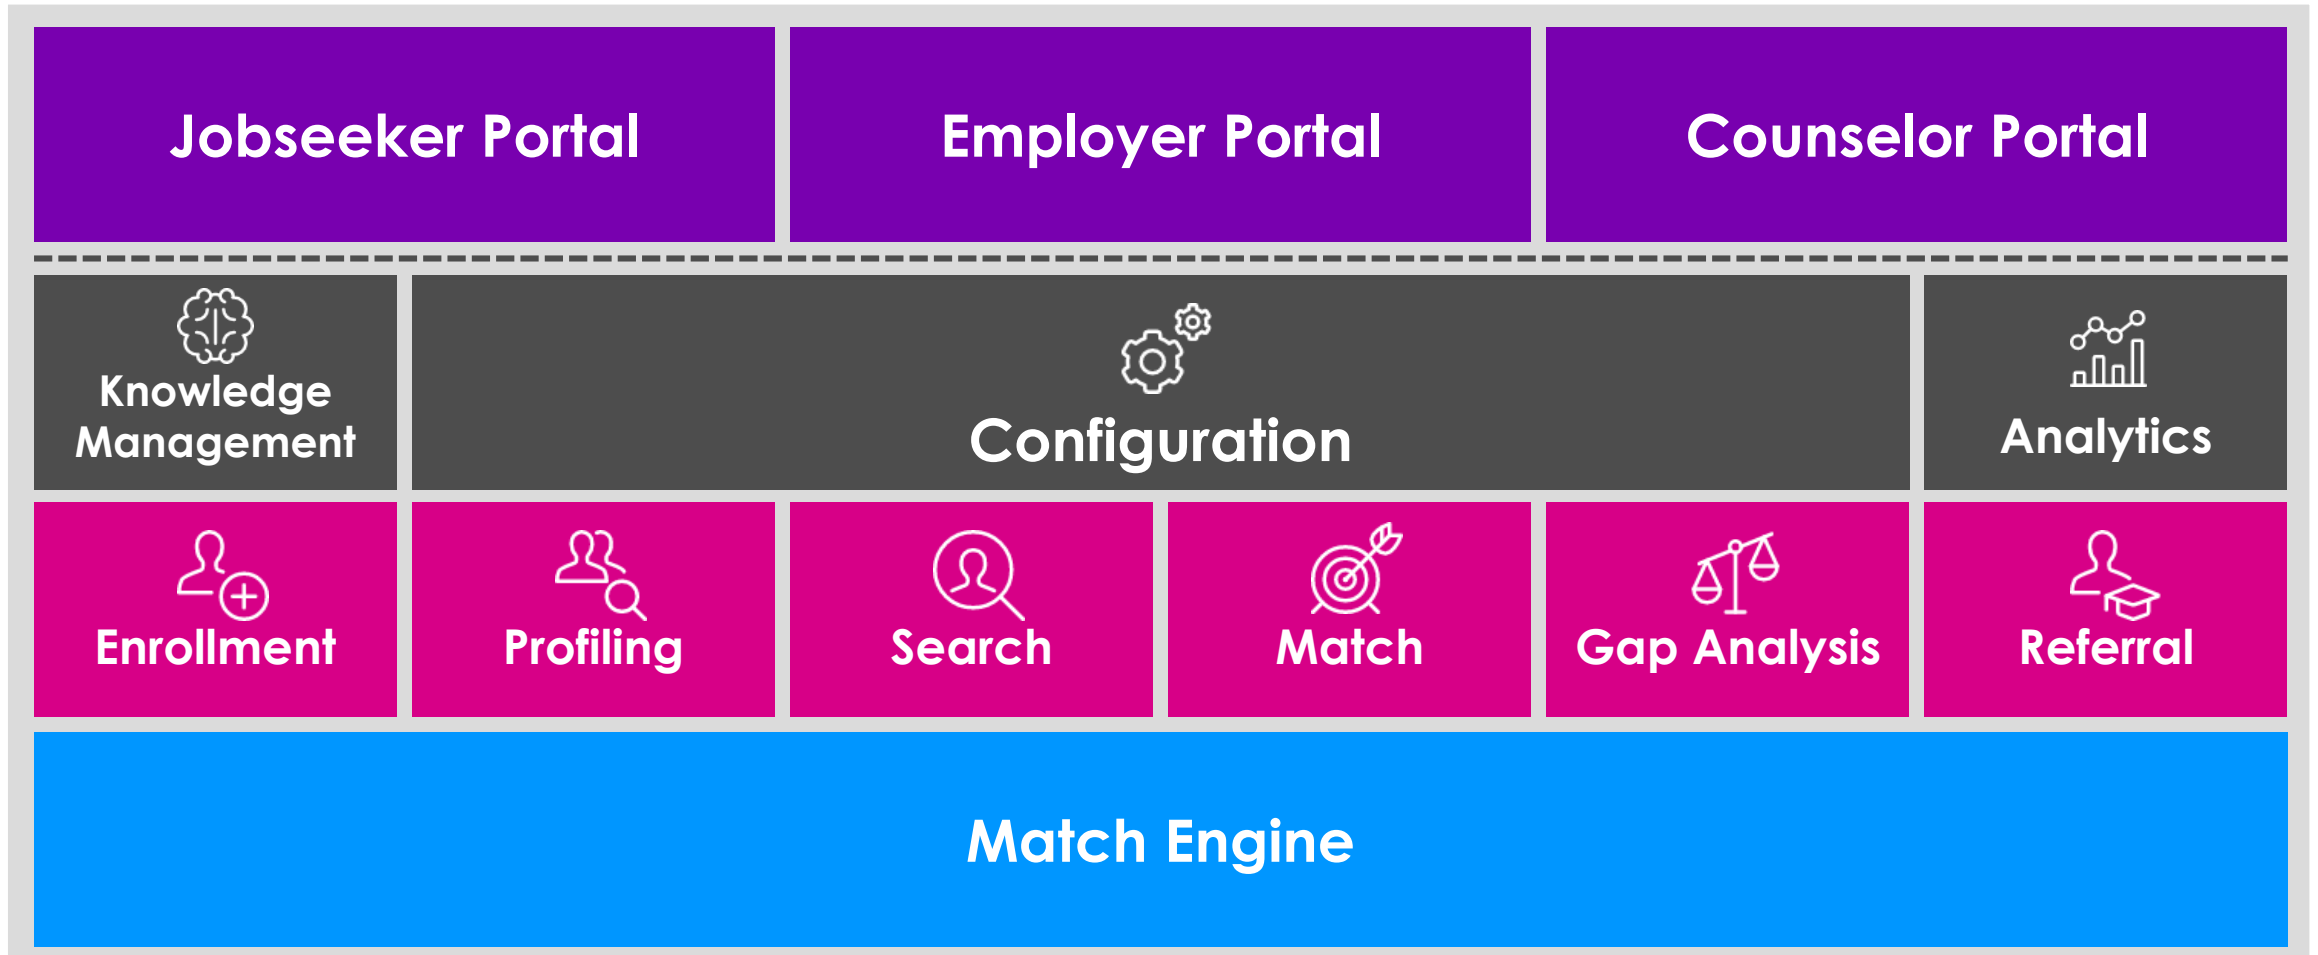 Jobseeker Portal
Employer Portal
Counselor Portal
Knowledge
Management
Configuration
Analytics
Enrollment
Profiling
Search
Match
Gap Analysis
Referral
Match Engine